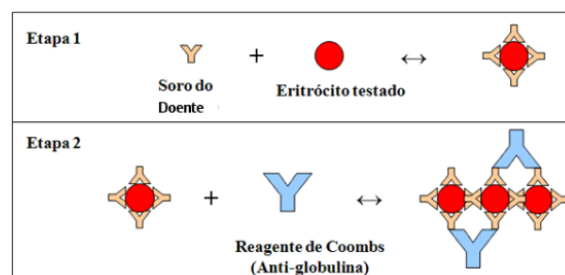 Etapa 1
+
↔
Soro do
Doente
Eritrócito testado
Etapa 2
+
↔
Reagente de Coombs
(Anti-globulina)